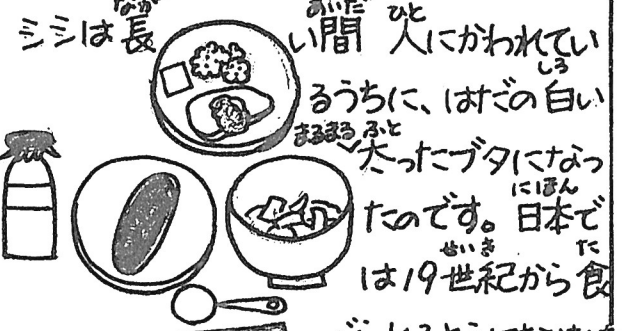 シシは長い間 人にかわれてい
るうちに、はだの白い
まるまる太ったブタになっ
たのです。日本で
は19世紀から食